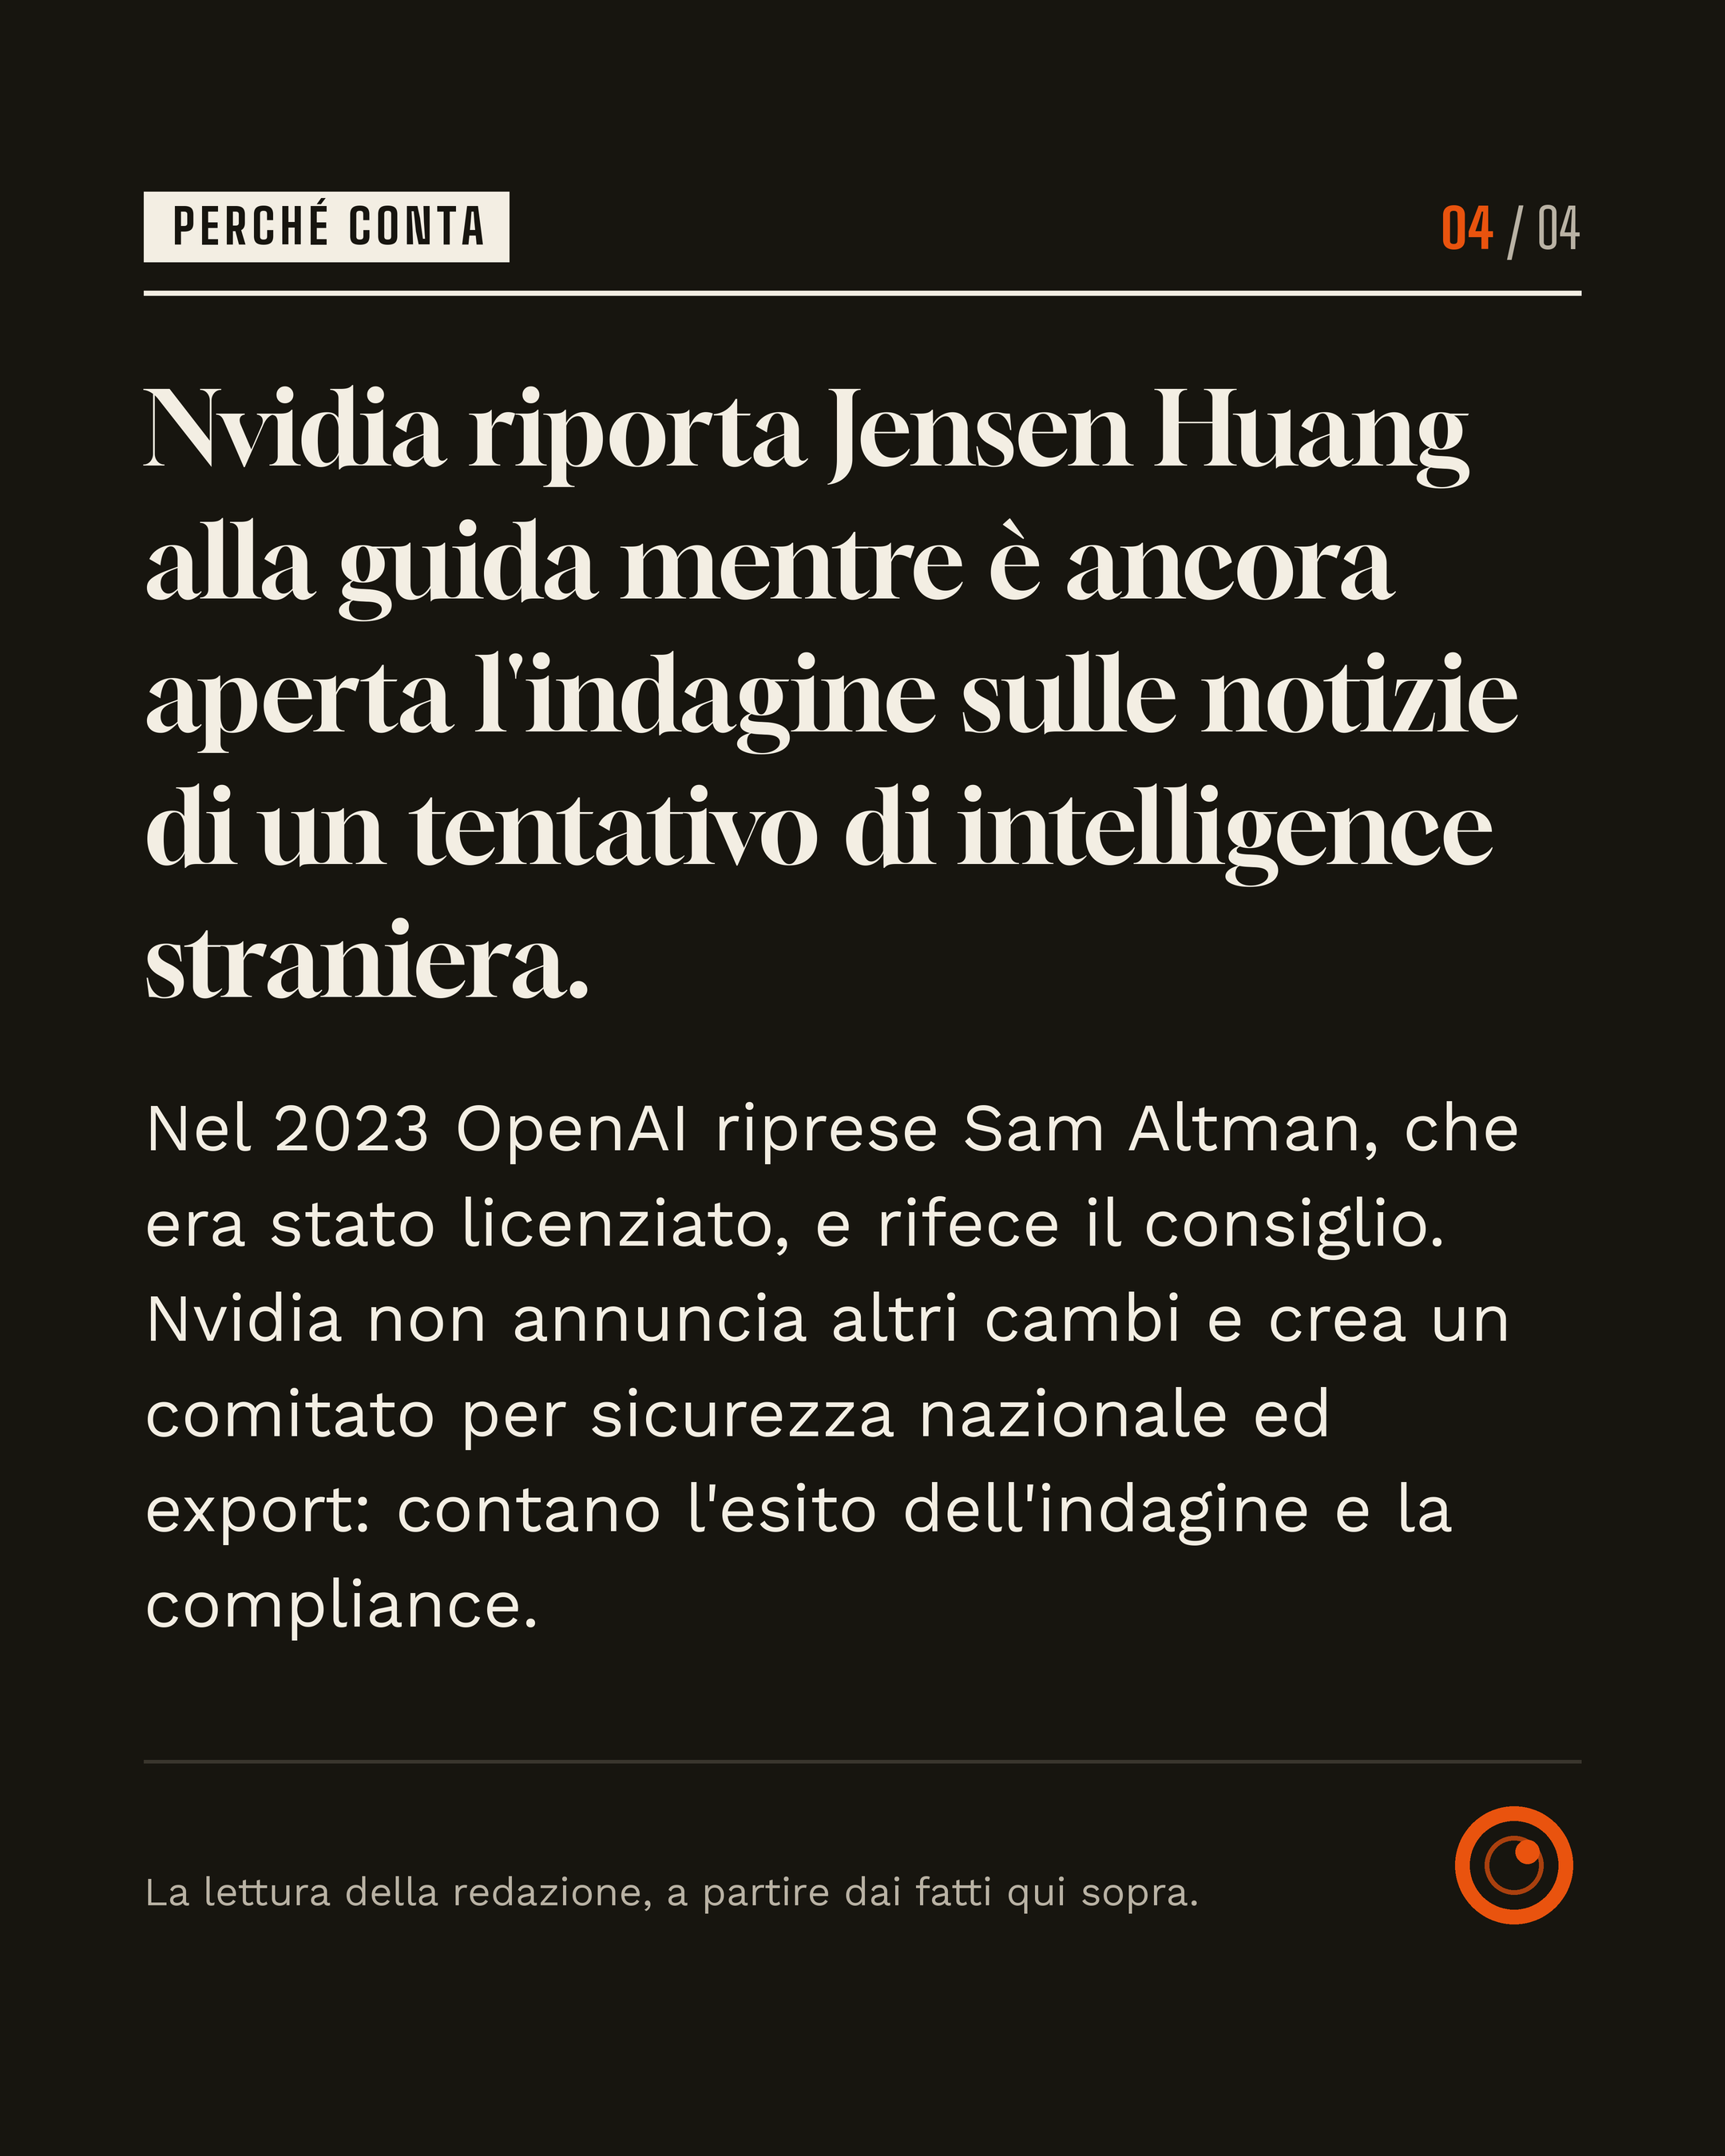 PERCHÉ CONTA
04 / 04
Nvidia riporta Jensen Huang
alla guida mentre è ancora
aperta l'indagine sulle notizie
di un tentativo di intelligence
straniera.
Nel 2023 OpenAI riprese Sam Altman, che
era stato licenziato, e rifece il consiglio.
Nvidia non annuncia altri cambi e crea un
comitato per sicurezza nazionale ed
export: contano l'esito dell'indagine e la
compliance.
La lettura della redazione, a partire dai fatti qui sopra.